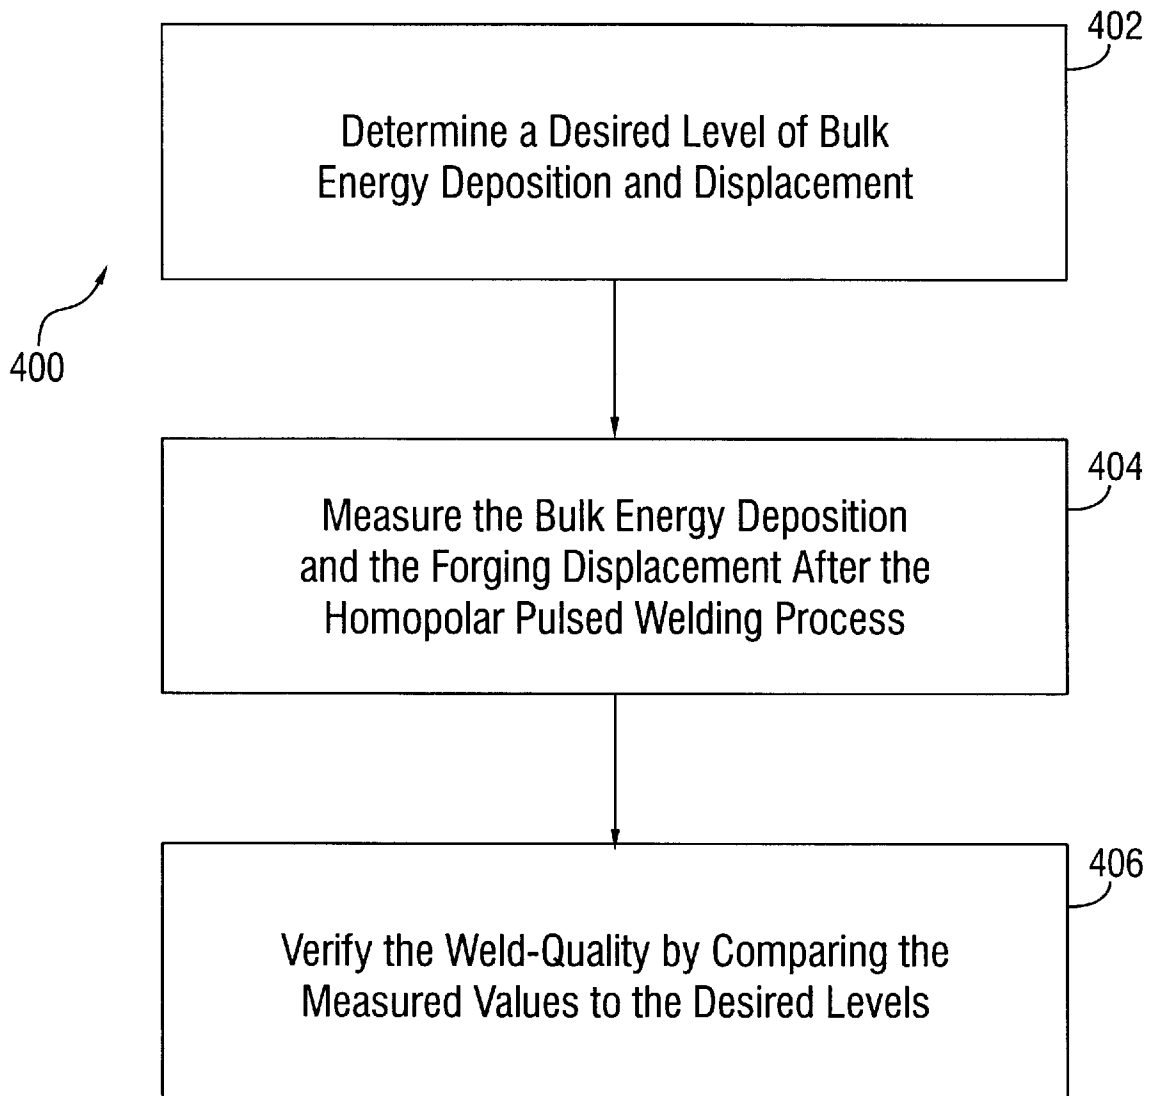 402
Determine a Desired Level of Bulk
Energy Deposition and Displacement
400
404
Measure the Bulk Energy Deposition
and the Forging Displacement After the
Homopolar Pulsed Welding Process
406
Verify the Weld-Quality by Comparing the
Measured Values to the Desired Levels